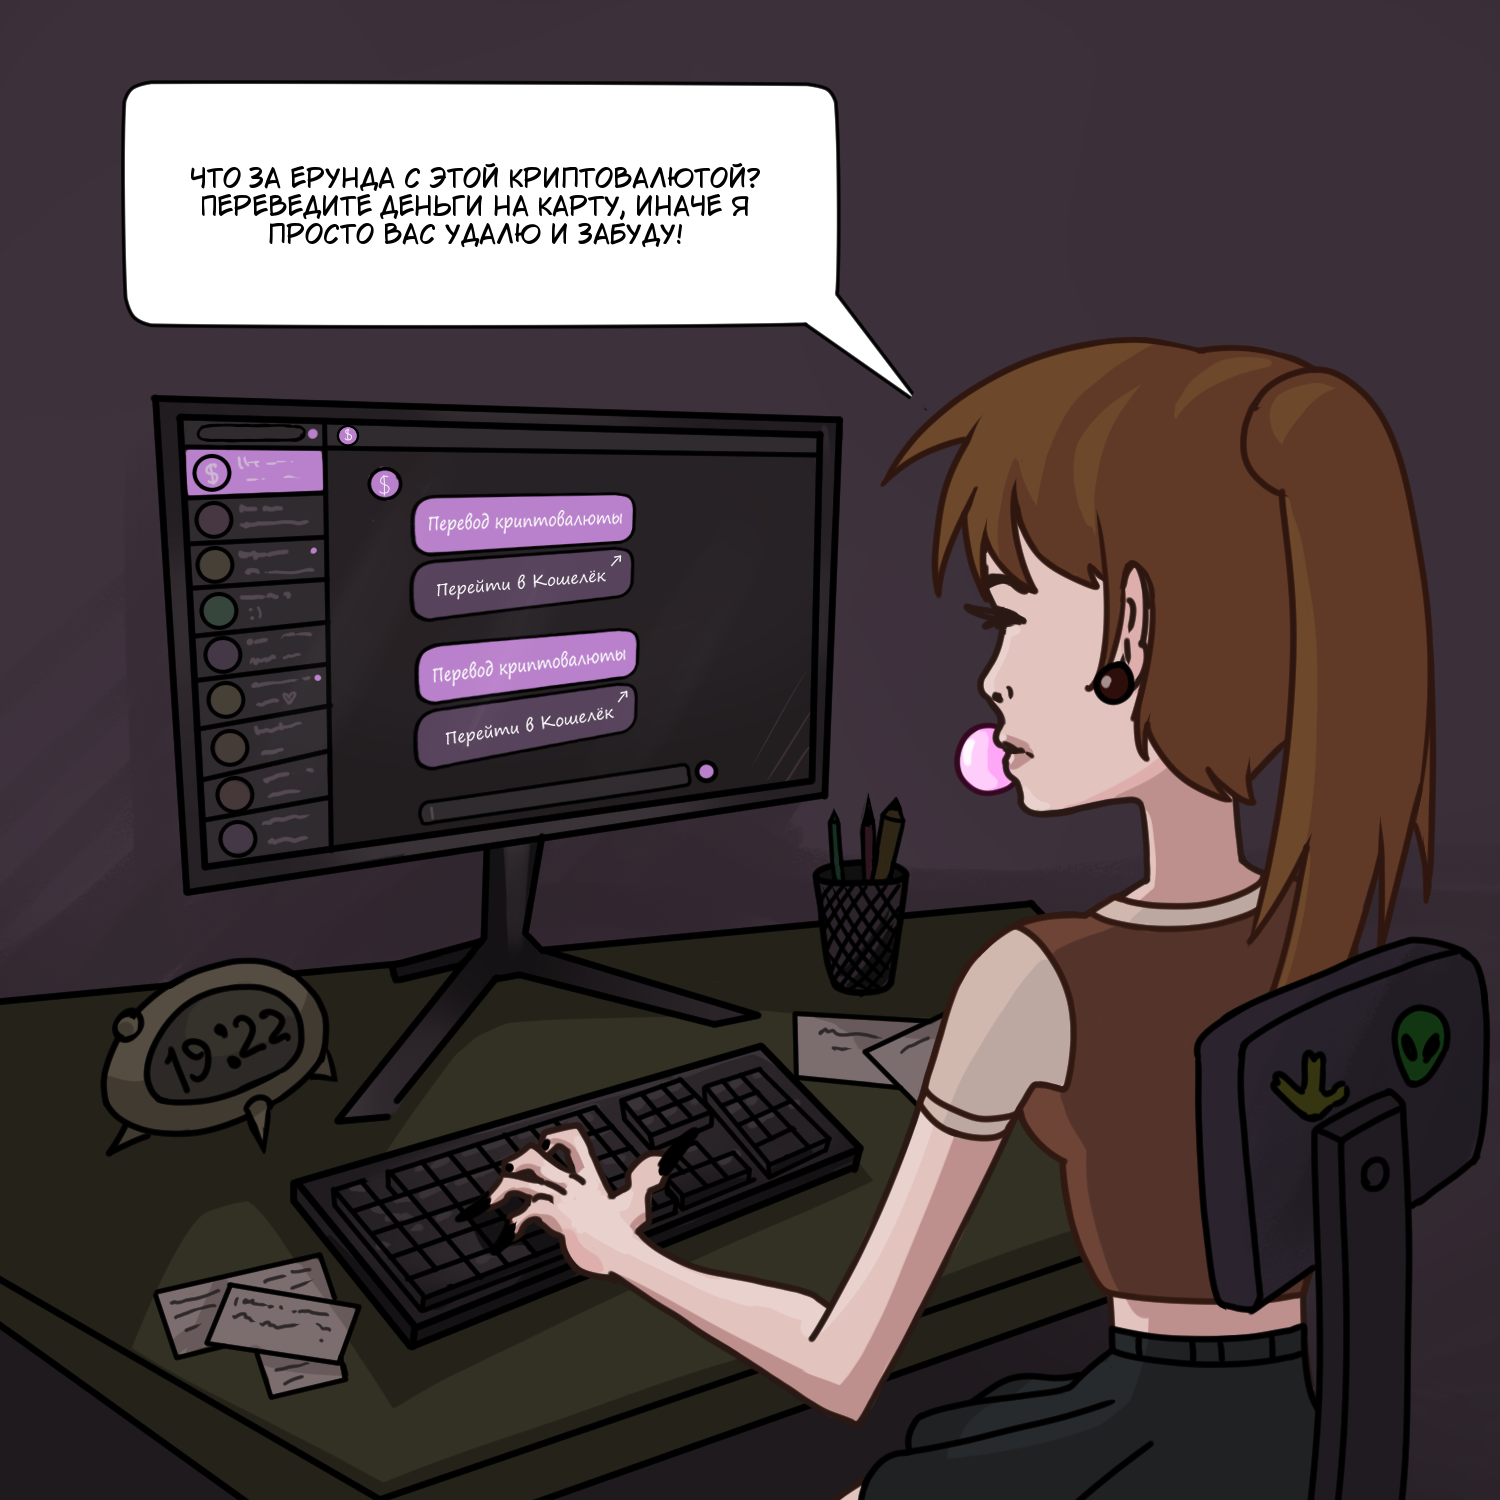 ЧТО ЗА ЕРУНДА С ЭТОЙ КРИПТОВАЛЮТОЙ?
ПЕРЕВЕДИТЕ ДЕНЬГИ НА КАРТУ, ИНАЧЕ Я
ПРОСТО ВАС УДАЛЮ И ЗАБУДУ!
$
$
:)
$
Перевод криптовалюты
Перейти в Кошелёк
Перевод криптовалюты
Перейти в Кошелёк
19:22